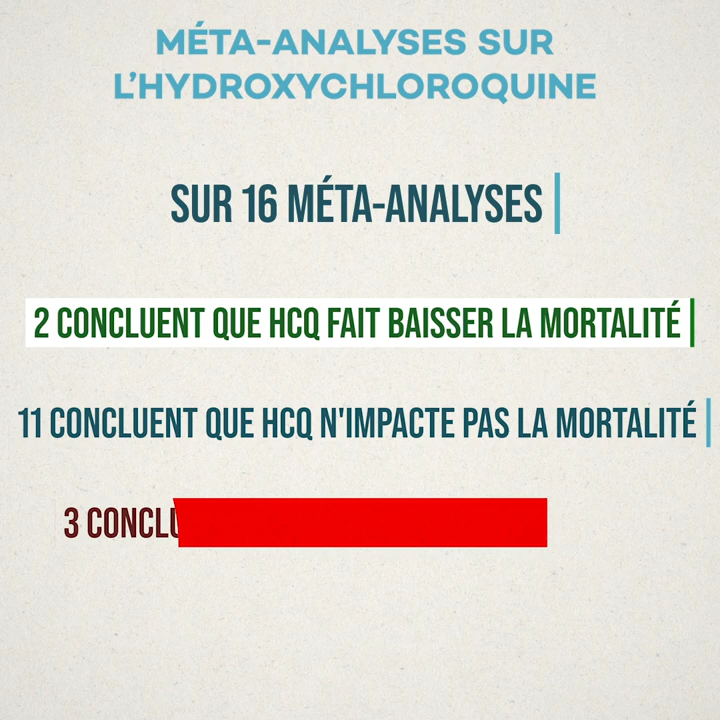 MÉTA-ANALYSES SUR
L'HYDROXYCHLOROQUINE
SUR 16 MÉTA-ANALYSES
2 CONCLUENT QUE HCQ FAIT BAISSER LA MORTALITÉ
11 CONCLUENT QUE HCQ N'IMPACTE PAS LA MORTALITÉ
3